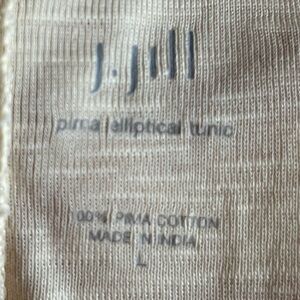 J.Jill
pima elliptical tunic
100% PIMA COTTON
MADE IN INDIA
L